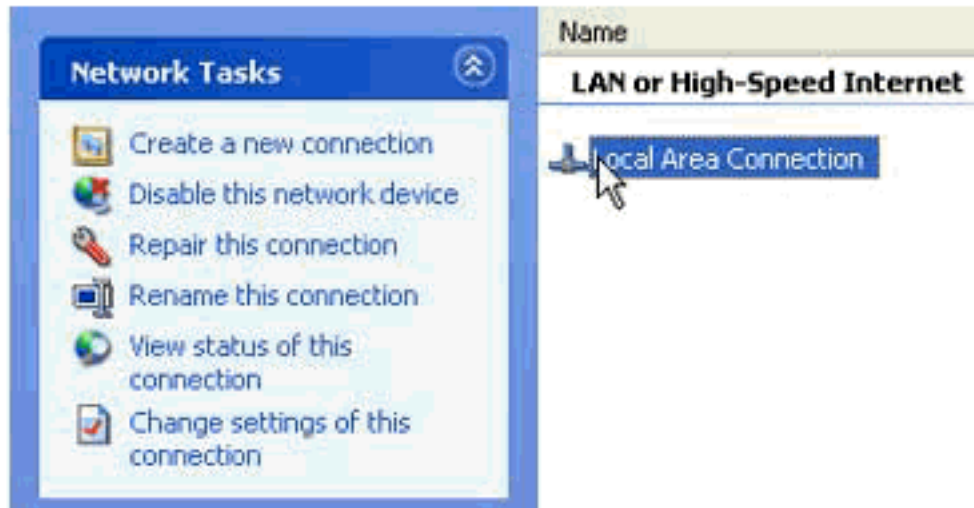 Network Tasks
Create a new connection
Disable this network device
Repair this connection
Rename this connection
View status of this
connection
Change settings of this
connection
Name
LAN or High-Speed Internet
Local Area Connection